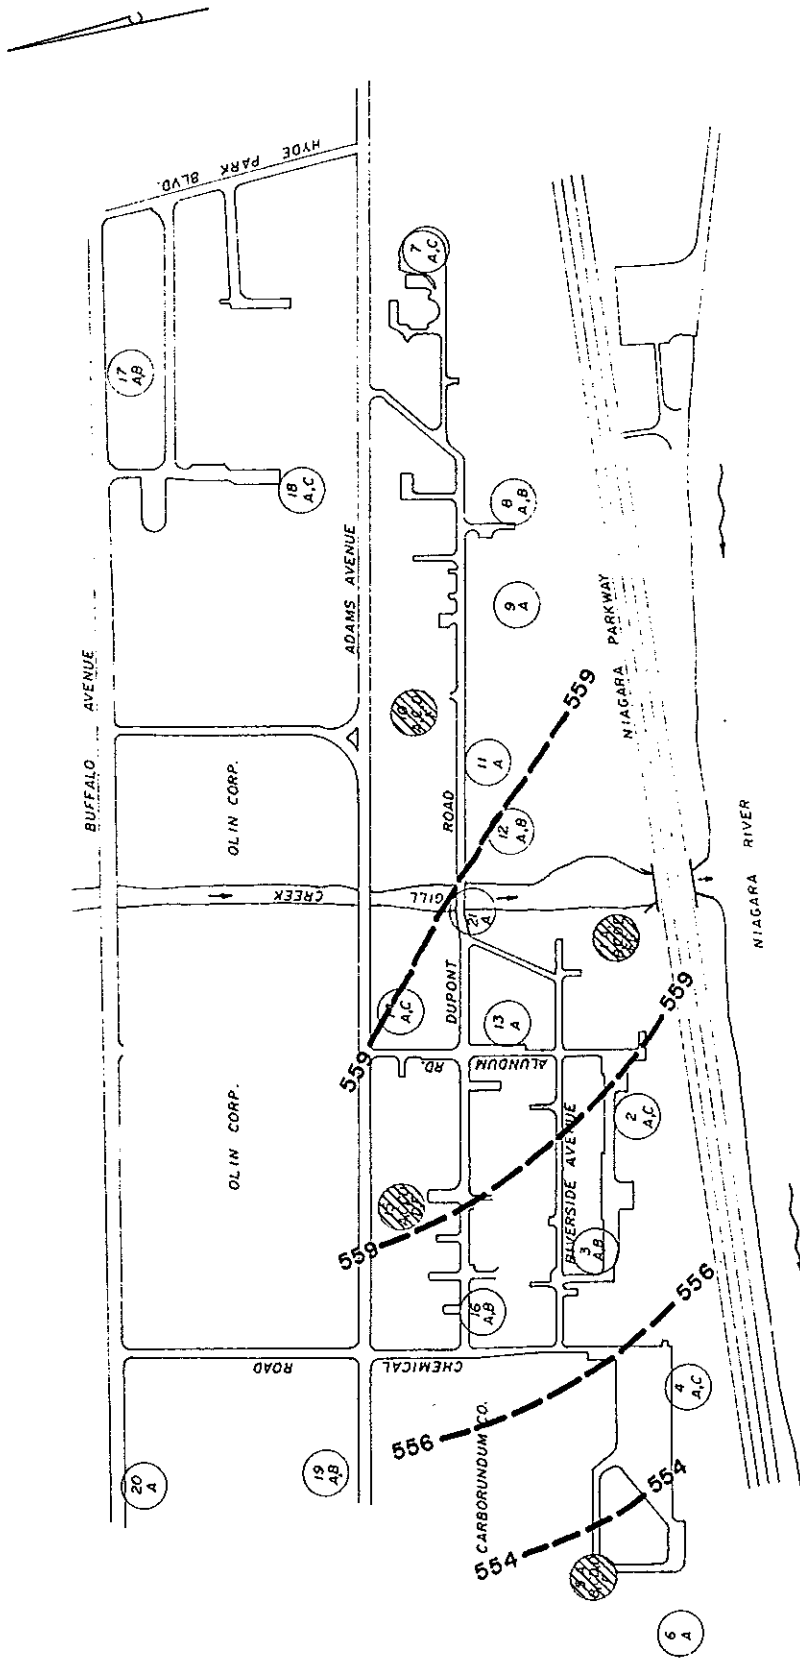 HYDE PARK BLVD.
7
A,C
17
A,B
18
A,C
8
A,B
9
A
ADAMS AVENUE
BUFFALO AVENUE
NIAGARA PARKWAY
559
OLIN CORP.
11
A
ROAD
12
A,B
NIAGARA RIVER
GILL CREEK
21
A
DUPONT
A,C
13
A
559
559
ALUNDUM RD.
OLIN CORP.
2
A,C
RIVERSIDE AVENUE
559
3
A,B
16
A,B
556
CHEMICAL ROAD
4
A,C
556
CARBORUNDUM CO.
19
A,B
20
A
554
554
6
A